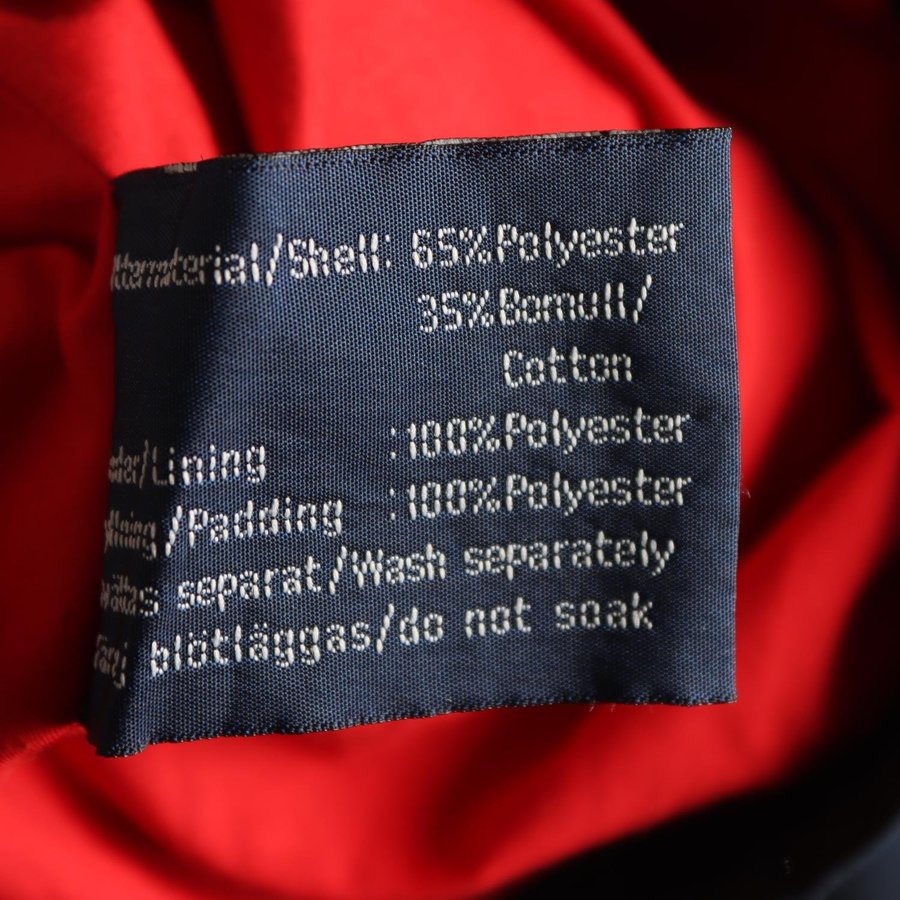 Yttermaterial/Shell: 65%Polyester
35%Bomull/
Cotton
/Lining :100%Polyester
/Padding :100%Polyester
separat/Wash separately
blötläggas/do not soak